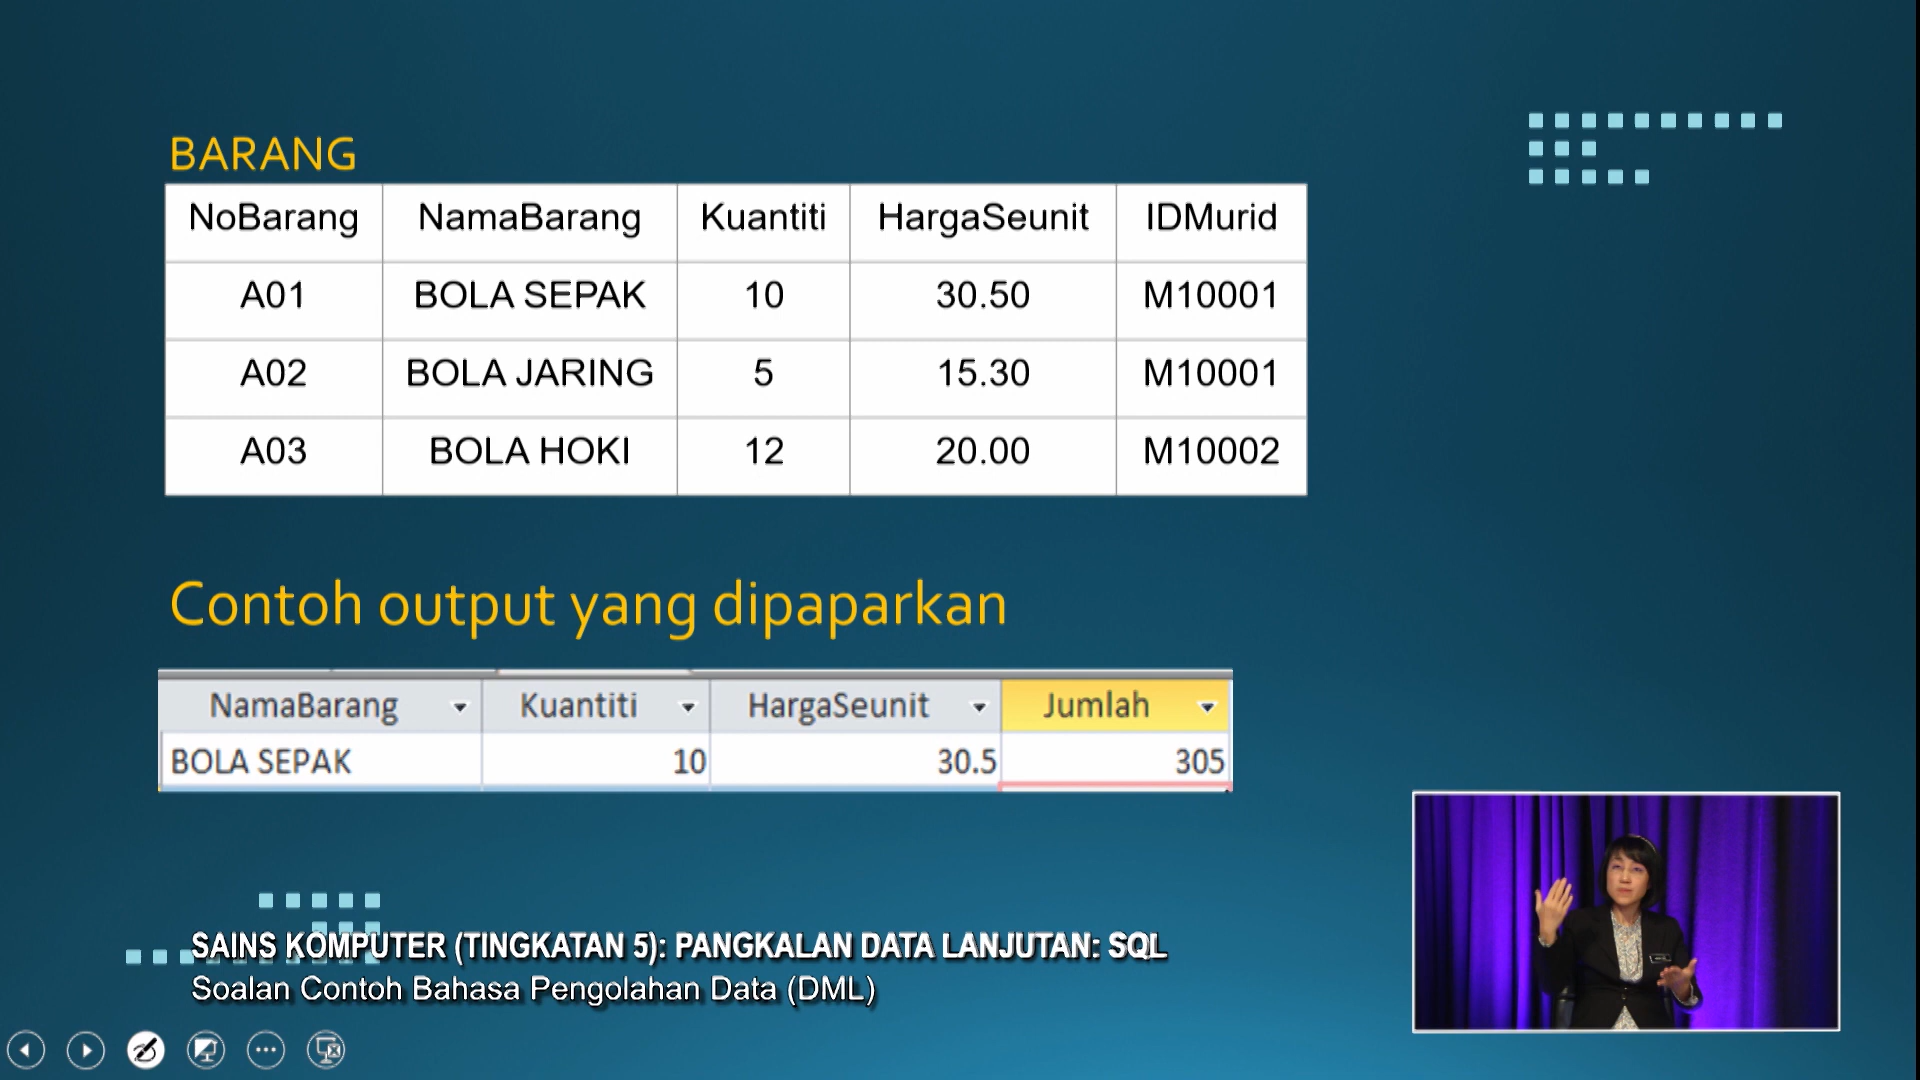 BARANG
NoBarang NamaBarang Kuantiti HargaSeunit IDMurid
A01 BOLA SEPAK 10 30.50 M10001
A02 BOLA JARING 5 15.30 M10001
A03 BOLA HOKI 12 20.00 M10002
Contoh output yang dipaparkan
NamaBarang Kuantiti HargaSeunit Jumlah
BOLA SEPAK 10 30.5 305
SAINS KOMPUTER (TINGKATAN 5): PANGKALAN DATA LANJUTAN: SQL
Soalan Contoh Bahasa Pengolahan Data (DML)